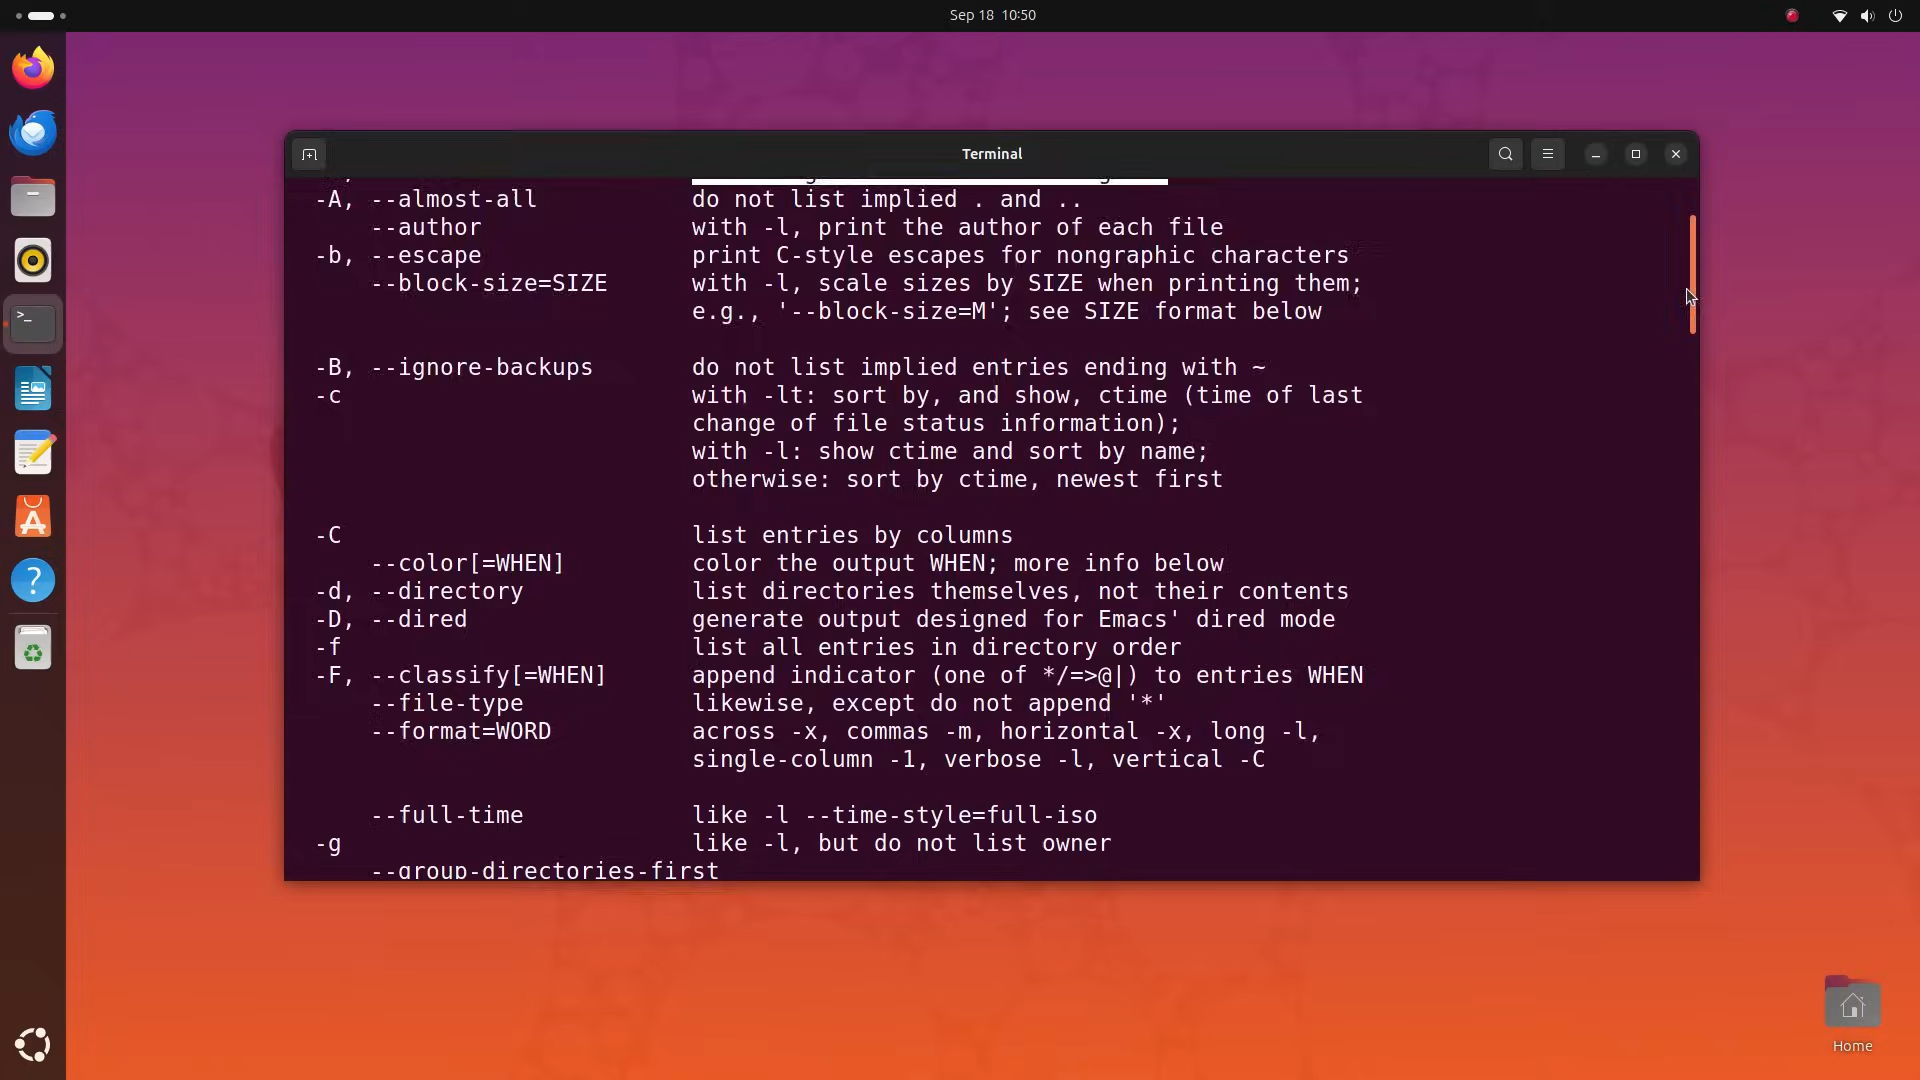 Sep 18 10:50
Terminal
-A, --almost-all do not list implied . and ..
--author with -l, print the author of each file
-b, --escape print C-style escapes for nongraphic characters
--block-size=SIZE with -l, scale sizes by SIZE when printing them;
e.g., '--block-size=M'; see SIZE format below
-B, --ignore-backups do not list implied entries ending with ~
-c with -lt: sort by, and show, ctime (time of last
change of file status information);
with -l: show ctime and sort by name;
otherwise: sort by ctime, newest first
-C list entries by columns
--color[=WHEN] color the output WHEN; more info below
-d, --directory list directories themselves, not their contents
-D, --dired generate output designed for Emacs' dired mode
-f list all entries in directory order
-F, --classify[=WHEN] append indicator (one of */=>@|) to entries WHEN
--file-type likewise, except do not append '*'
--format=WORD across -x, commas -m, horizontal -x, long -l,
single-column -1, verbose -l, vertical -C
--full-time like -l --time-style=full-iso
-g like -l, but do not list owner
--group-directories-first
Home